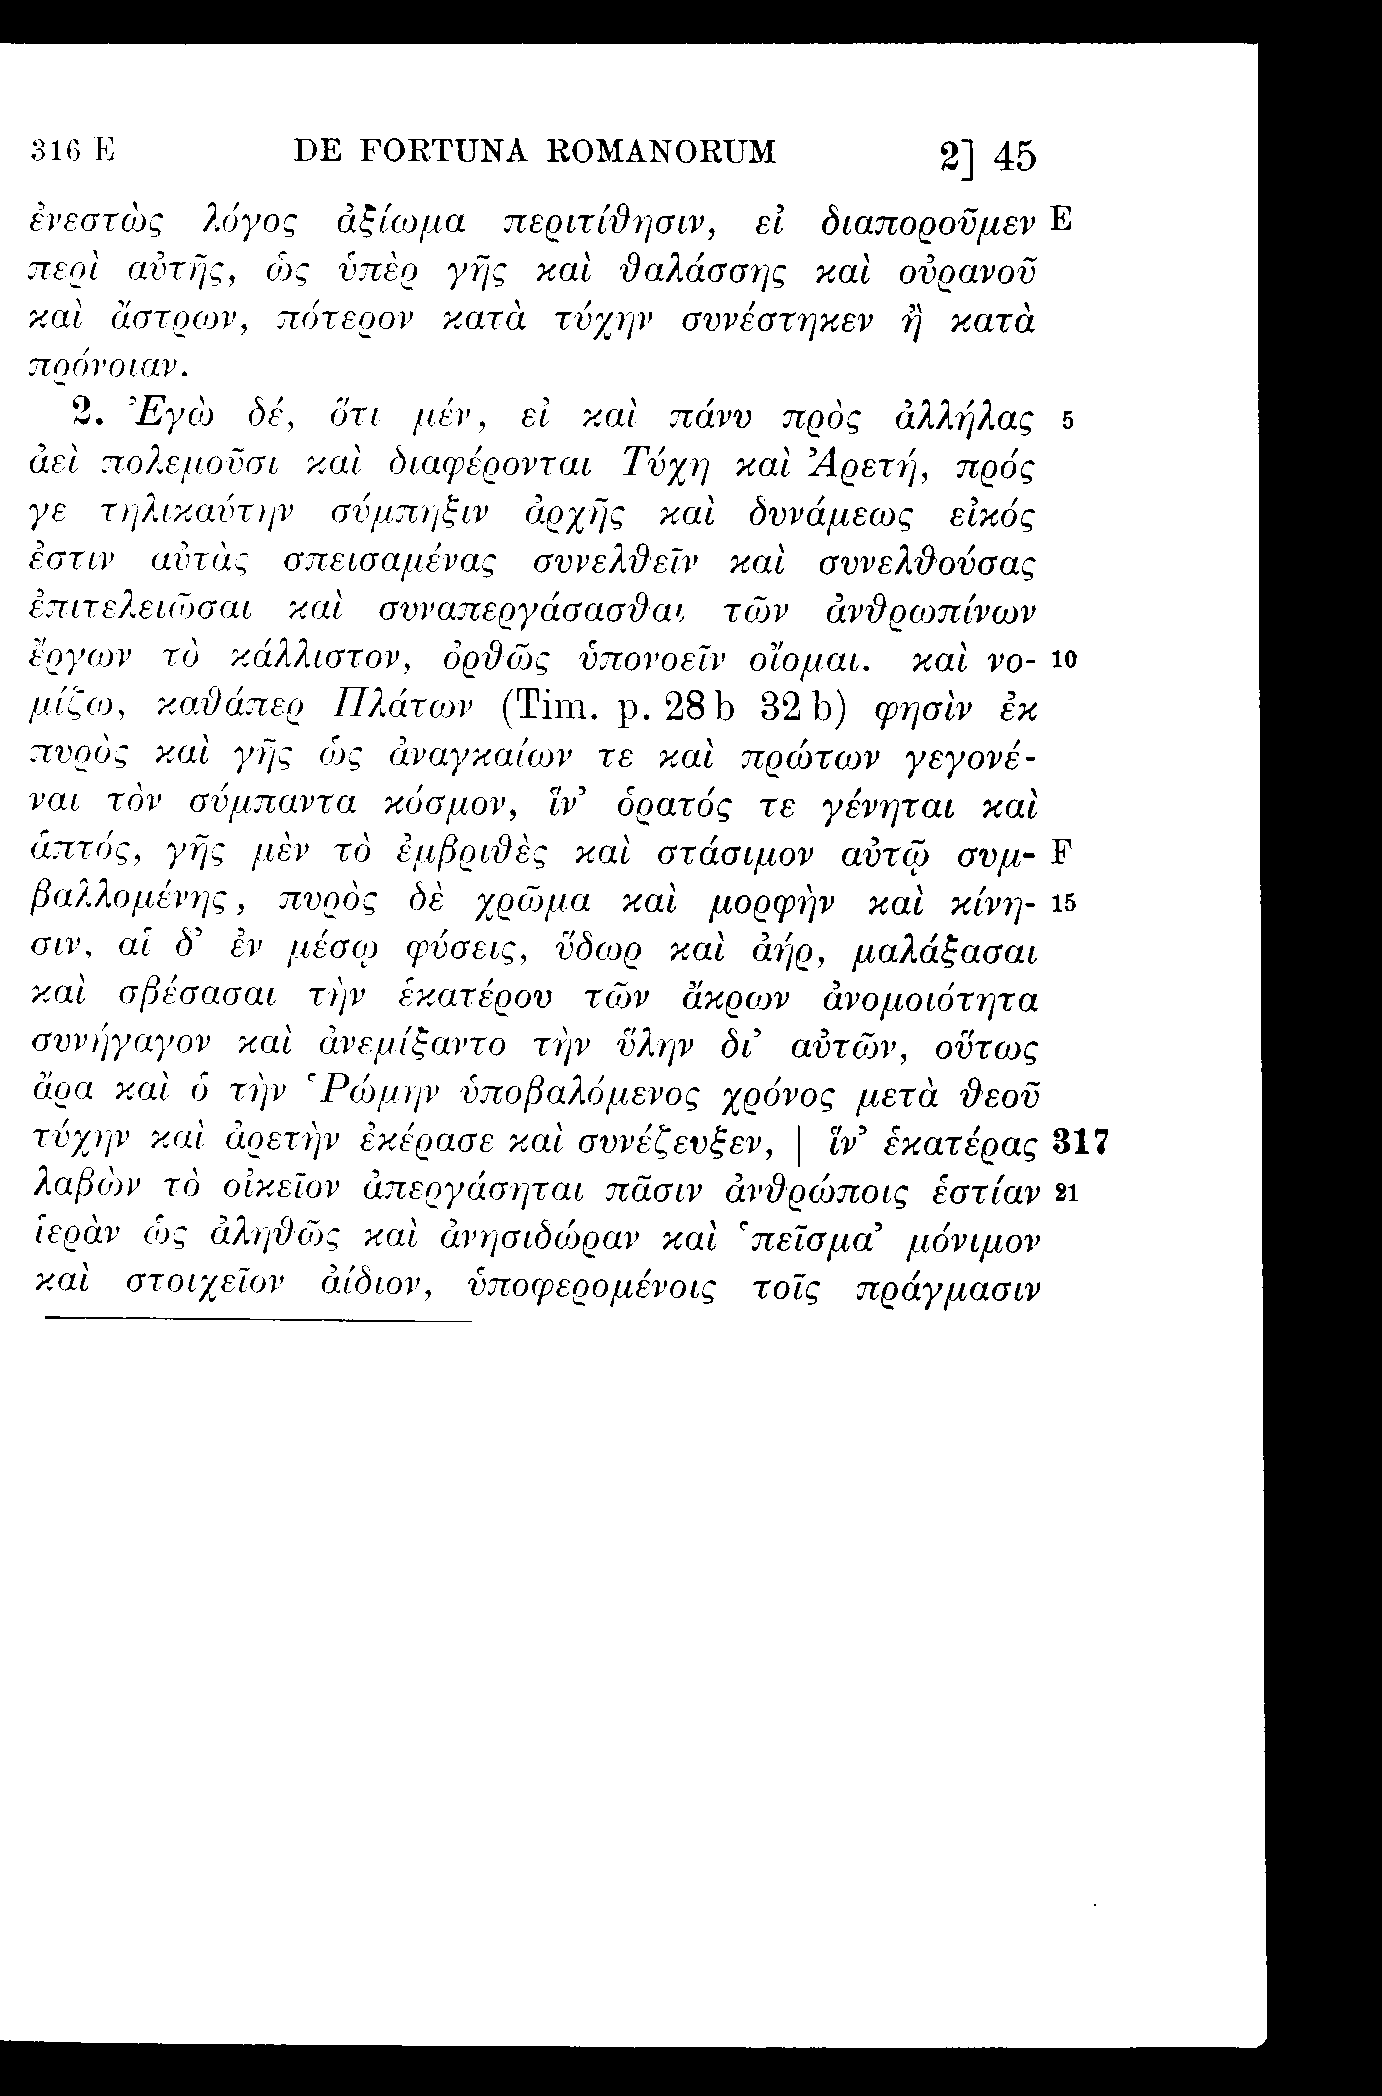 316 E DE FORTUNA ROMANORUM 2] 45
ἐνεστὼς λόγος ἀξίωμα περιτίθησιν, εἰ διαποροῦμεν E
περὶ αὐτῆς, ὡς ὑπὲρ γῆς καὶ θαλάσσης καὶ οὐρανοῦ
καὶ ἄστρων, πότερον κατὰ τύχην συνέστηκεν ἢ κατὰ
πρόνοιαν.
2. Ἐγὼ δέ, ὅτι μέν, εἰ καὶ πάνυ πρὸς ἀλλήλας 5
ἀεὶ πολεμοῦσι καὶ διαφέρονται Τύχη καὶ Ἀρετή, πρός
γε τηλικαύτην σύμπηξιν ἀρχῆς καὶ δυνάμεως εἰκός
ἐστιν αὐτὰς σπεισαμένας συνελθεῖν καὶ συνελθούσας
ἐπιτελειῶσαι καὶ συναπεργάσασθαι τῶν ἀνθρωπίνων
ἔργων τὸ κάλλιστον, ὀρθῶς ὑπονοεῖν οἴομαι. καὶ νο- 10
μίζω, καθάπερ Πλάτων (Tim. p. 28 b 32 b) φησὶν ἐκ
πυρὸς καὶ γῆς ὡς ἀναγκαίων τε καὶ πρώτων γεγονέ-
ναι τὸν σύμπαντα κόσμον, ἵν’ ὁρατός τε γένηται καὶ
ἁπτός, γῆς μὲν τὸ ἐμβριθὲς καὶ στάσιμον αὐτῷ συμ- F
βαλλομένης, πυρὸς δὲ χρῶμα καὶ μορφὴν καὶ κίνη- 15
σιν, αἱ δ’ ἐν μέσῳ φύσεις, ὕδωρ καὶ ἀήρ, μαλάξασαι
καὶ σβέσασαι τὴν ἑκατέρου τῶν ἄκρων ἀνομοιότητα
συνήγαγον καὶ ἀνεμίξαντο τὴν ὕλην δι’ αὐτῶν, οὕτως
ἄρα καὶ ὁ τὴν Ῥώμην ὑποβαλόμενος χρόνος μετὰ θεοῦ
τύχην καὶ ἀρετὴν ἐκέρασε καὶ συνέζευξεν, | ἵν’ ἑκατέρας 317
λαβὼν τὸ οἰκεῖον ἀπεργάσηται πᾶσιν ἀνθρώποις ἑστίαν 21
ἱερὰν ὡς ἀληθῶς καὶ ἀνησιδώραν καὶ ‘πεῖσμα’ μόνιμον
καὶ στοιχεῖον ἀίδιον, ὑποφερομένοις τοῖς πράγμασιν